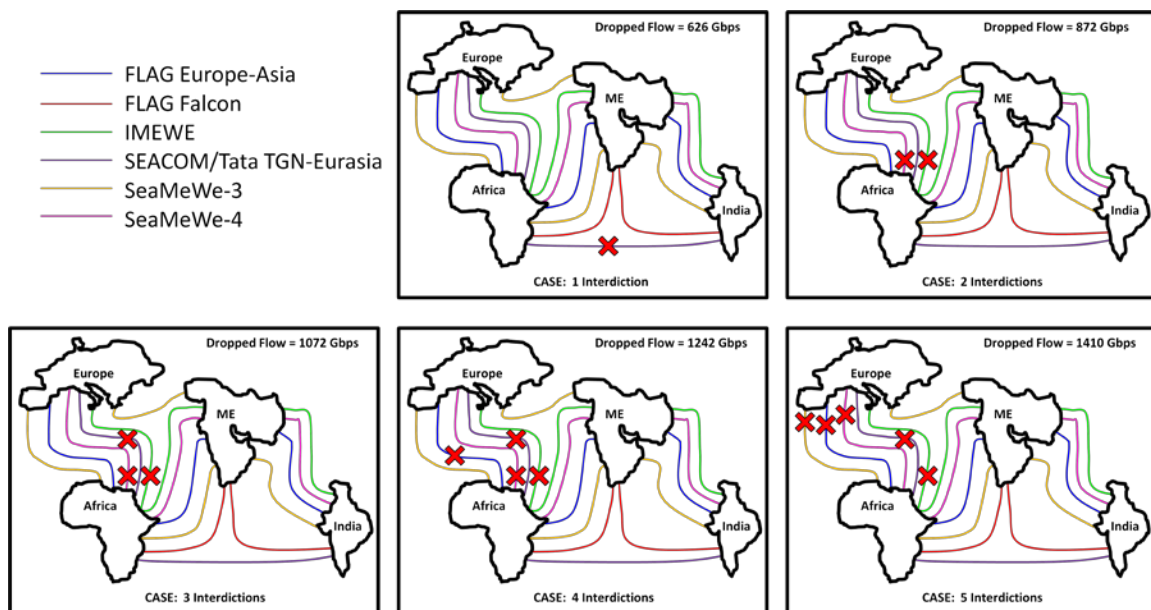 FLAG Europe-Asia
FLAG Falcon
IMEWE
SEACOM/Tata TGN-Eurasia
SeaMeWe-3
SeaMeWe-4
Dropped Flow = 626 Gbps
Europe
ME
Africa
India
CASE: 1 Interdiction
Dropped Flow = 872 Gbps
Europe
ME
Africa
India
CASE: 2 Interdictions
Dropped Flow = 1072 Gbps
Europe
ME
Africa
India
CASE: 3 Interdictions
Dropped Flow = 1242 Gbps
Europe
ME
Africa
India
CASE: 4 Interdictions
Dropped Flow = 1410 Gbps
Europe
ME
Africa
India
CASE: 5 Interdictions